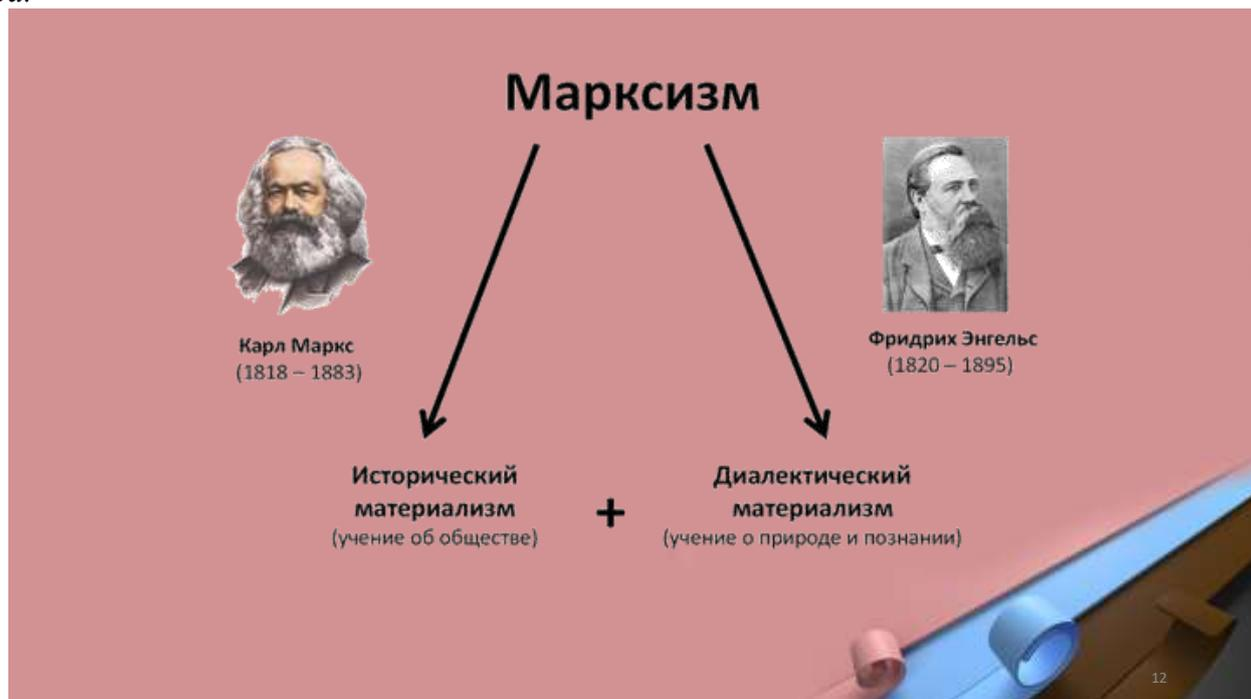 Марксизм
Карл Маркс
(1818 – 1883)
Фридрих Энгельс
(1820 – 1895)
Исторический
материализм
(учение об обществе)
+
Диалектический
материализм
(учение о природе и познании)
12